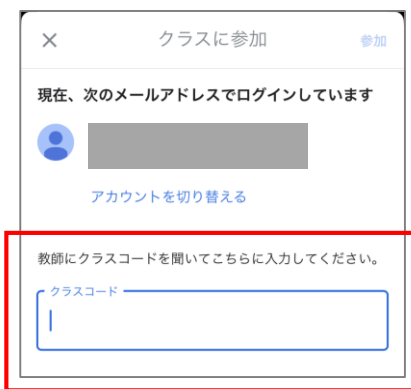 × クラスに参加 参加
現在、次のメールアドレスでログインしています
アカウントを切り替える
教師にクラスコードを聞いてこちらに入力してください。
クラスコード